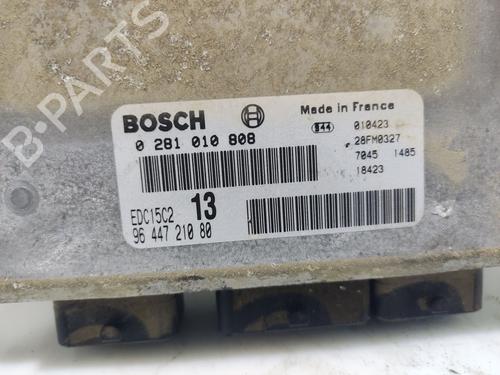 B-PARTS
BOSCH
Made in France
0 281 010 808
S44 010423
28FM0327
7045 1485
18423
EDC15C2 13
96 447 210 80